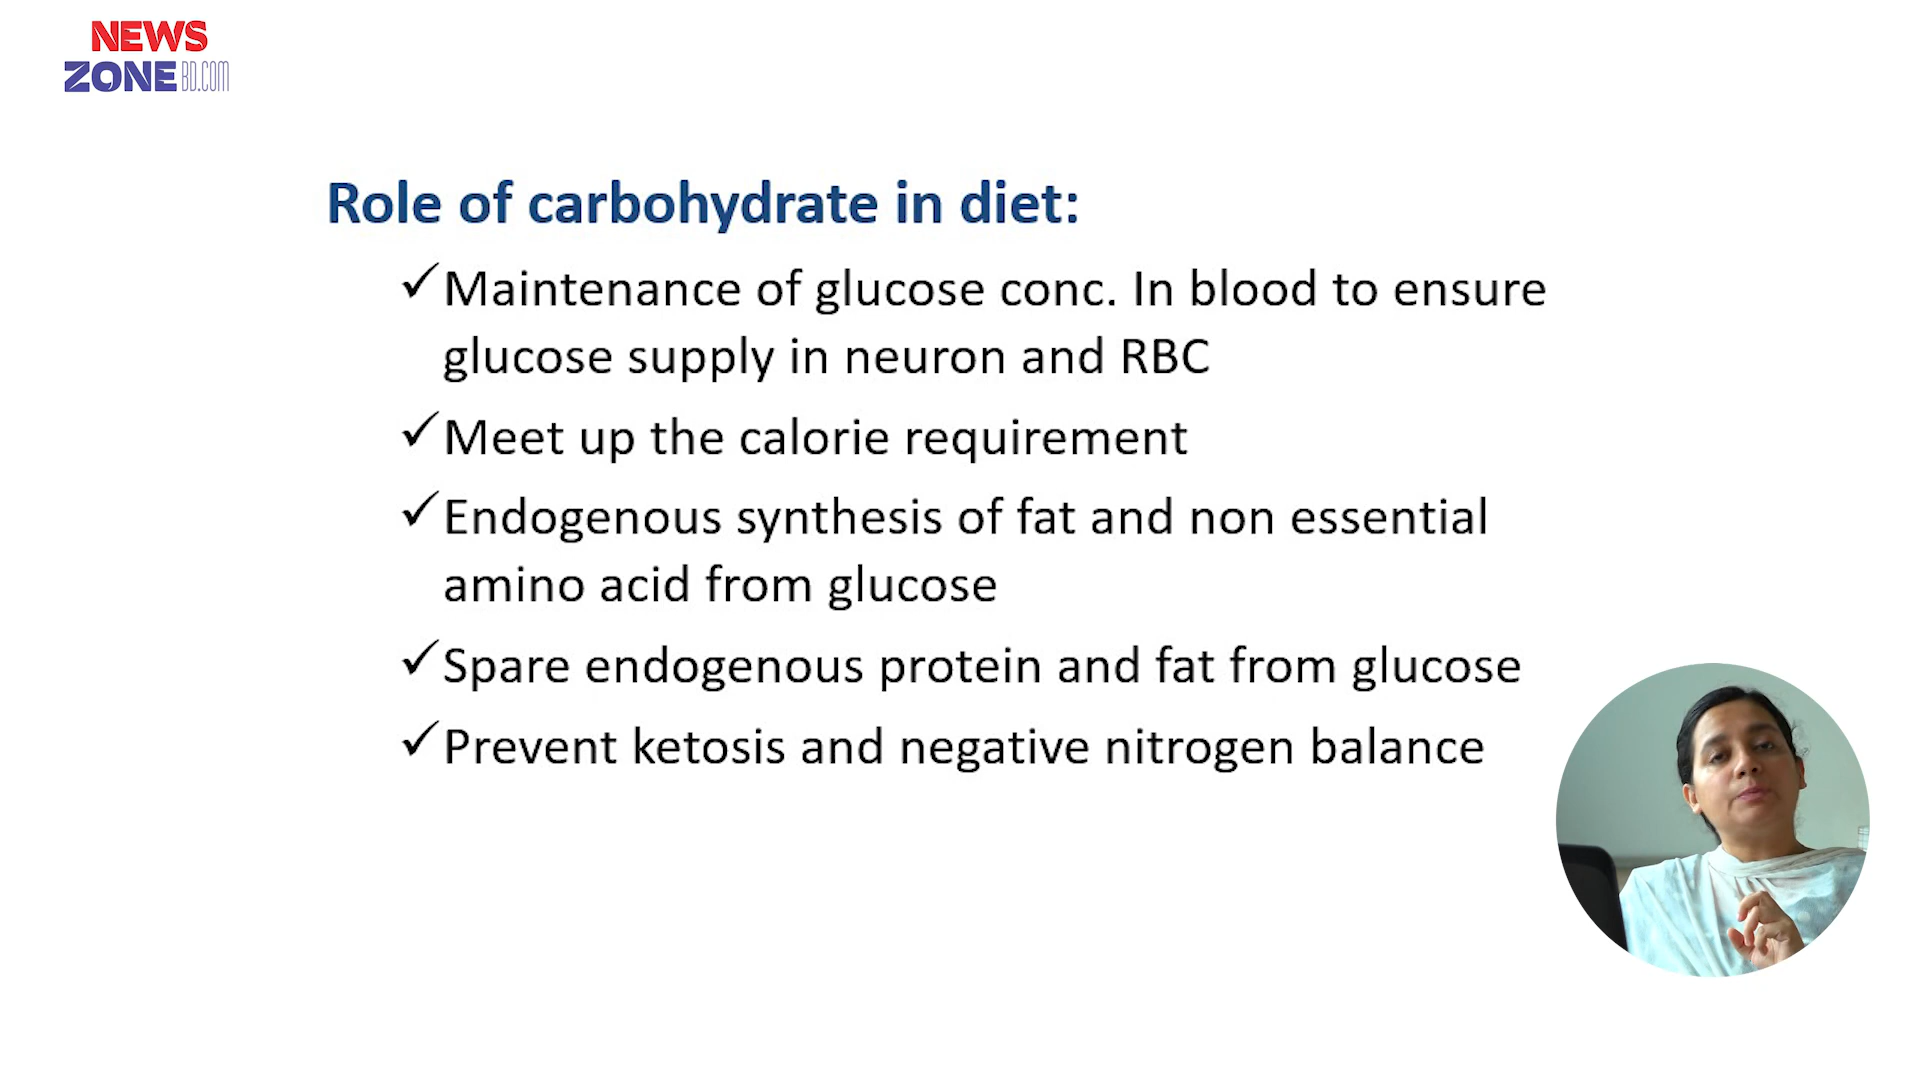 NEWS
ZONE BD.COM
Role of carbohydrate in diet:
✓Maintenance of glucose conc. In blood to ensure
glucose supply in neuron and RBC
✓Meet up the calorie requirement
✓Endogenous synthesis of fat and non essential
amino acid from glucose
✓Spare endogenous protein and fat from glucose
✓Prevent ketosis and negative nitrogen balance